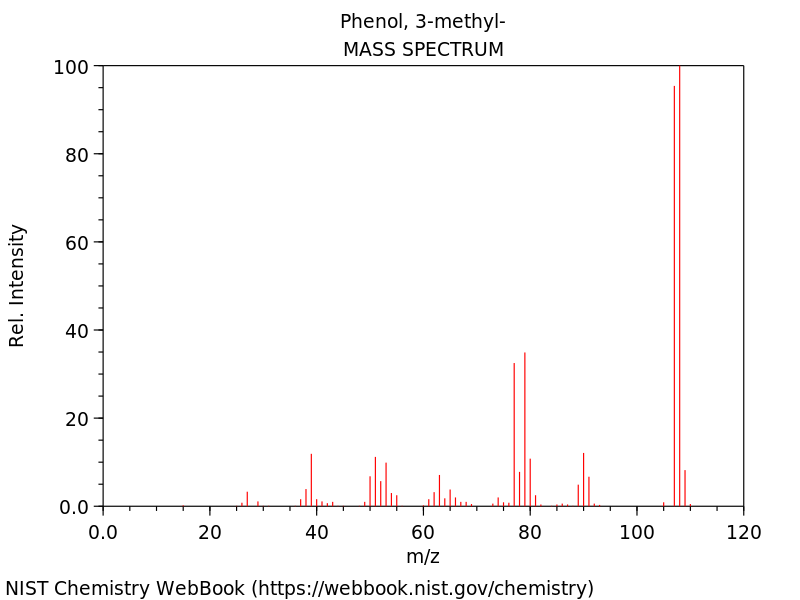 Phenol, 3-methyl-
MASS SPECTRUM
100
80
60
40
20
0.0
Rel. Intensity
0.0 20 40 60 80 100 120
m/z
NIST Chemistry WebBook (https://webbook.nist.gov/chemistry)